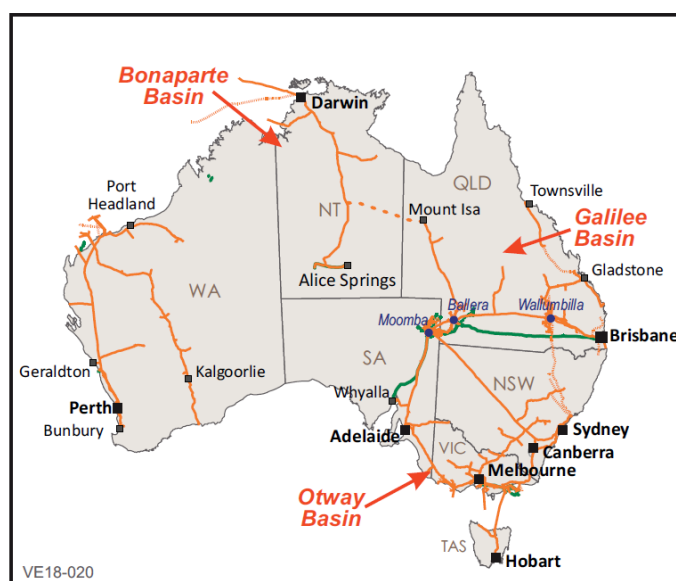 Bonaparte
Basin
Darwin
Port
Headland
QLD
Townsville
NT
Mount Isa
Galilee
Basin
Alice Springs
Gladstone
WA
Ballera
Wallumbilla
Moomba
Brisbane
SA
Geraldton
Kalgoorlie
Whyalla
NSW
Perth
Bunbury
Adelaide
Sydney
VIC
Canberra
Melbourne
Otway
Basin
TAS
Hobart
VE18-020